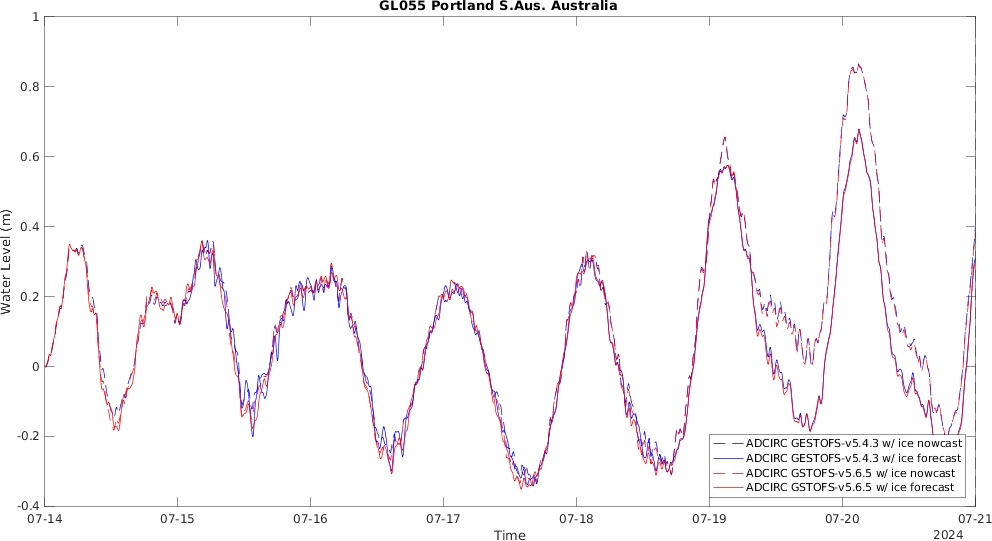 GL055 Portland S.Aus. Australia
Water Level (m)
1
0.8
0.6
0.4
0.2
0
-0.2
-0.4
ADCIRC GESTOFS-v5.4.3 w/ ice nowcast
ADCIRC GESTOFS-v5.4.3 w/ ice forecast
ADCIRC GSTOFS-v5.6.5 w/ ice nowcast
ADCIRC GSTOFS-v5.6.5 w/ ice forecast
07-14 07-15 07-16 07-17 07-18 07-19 07-20 07-21
Time
2024